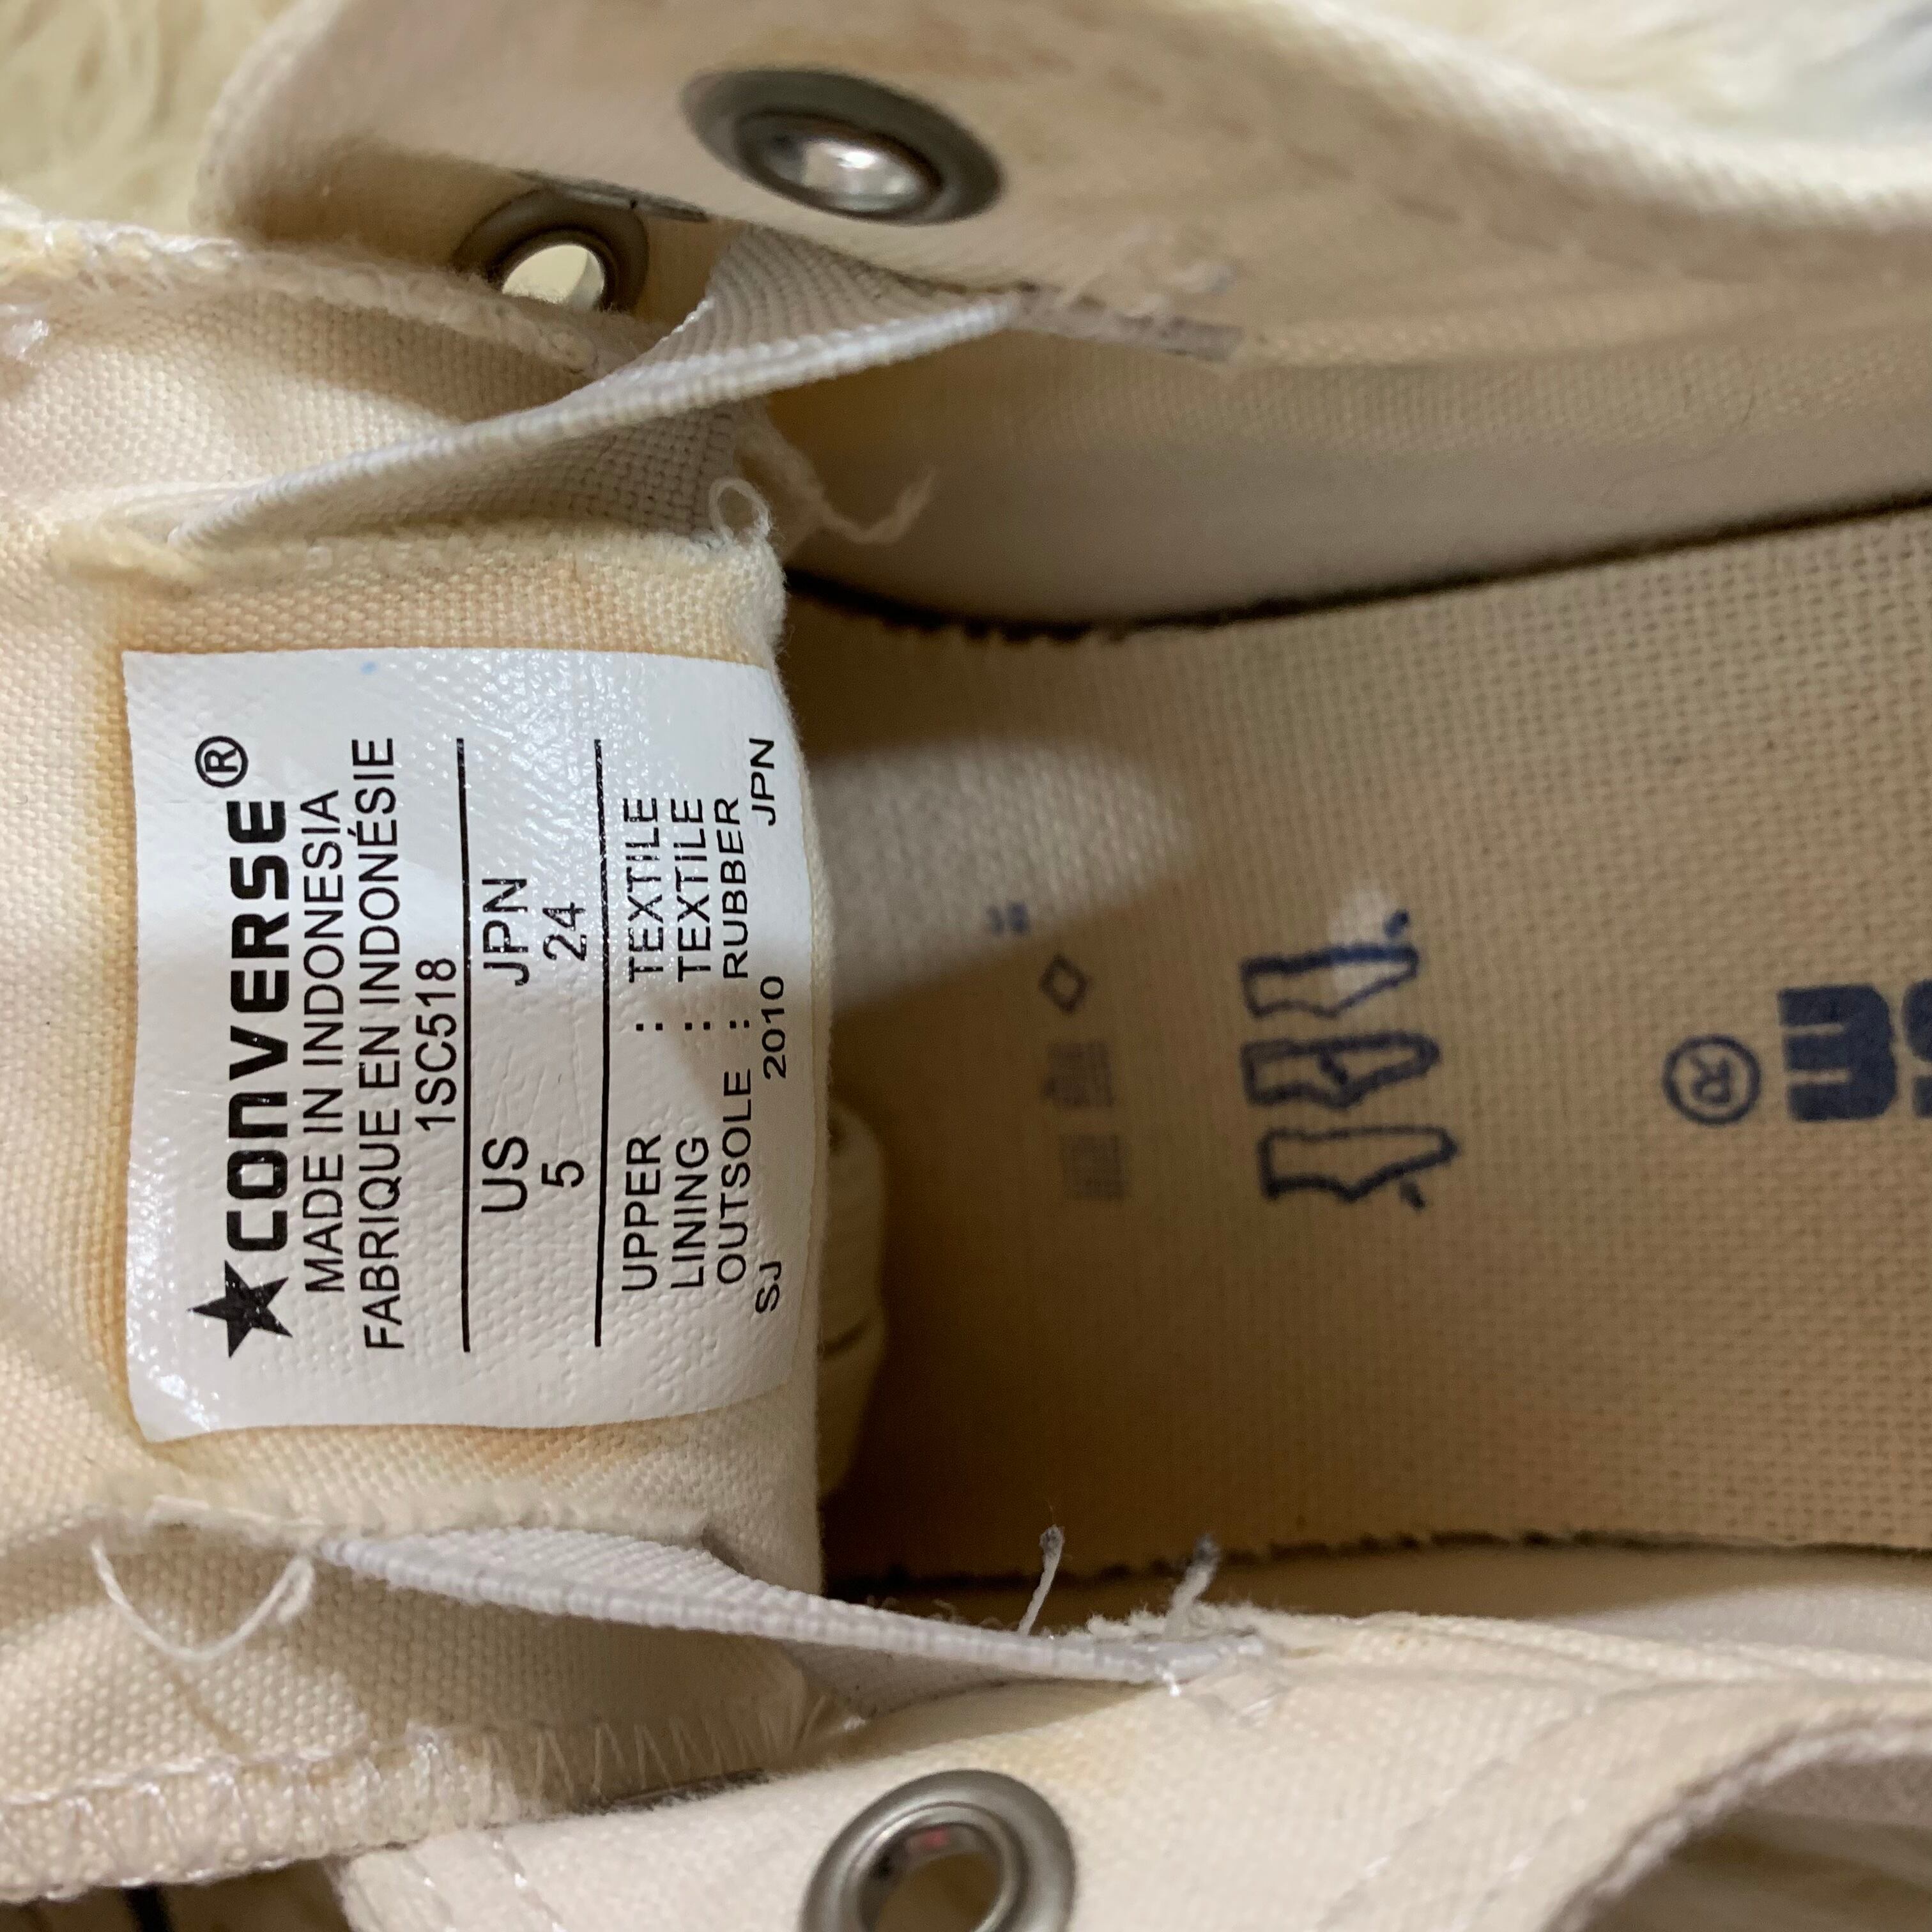 CONVERSE®
MADE IN INDONESIA
FABRIQUE EN INDONÉSIE
1SC518
US JPN
5 24
UPPER : TEXTILE
LINING : TEXTILE
OUTSOLE : RUBBER
SJ 2010 JPN
®